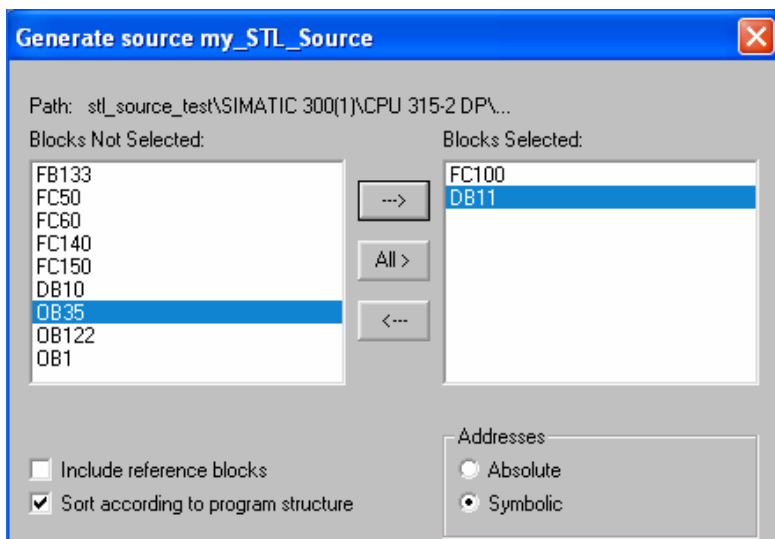 Generate source my_STL_Source
Path: stl_source_test\SIMATIC 300(1)\CPU 315-2 DP\...
Blocks Not Selected:
FB133
FC50
FC60
FC140
FC150
DB10
OB35
OB122
OB1
--->
All >
<---
Blocks Selected:
FC100
DB11
Include reference blocks
Sort according to program structure
Addresses
Absolute
Symbolic